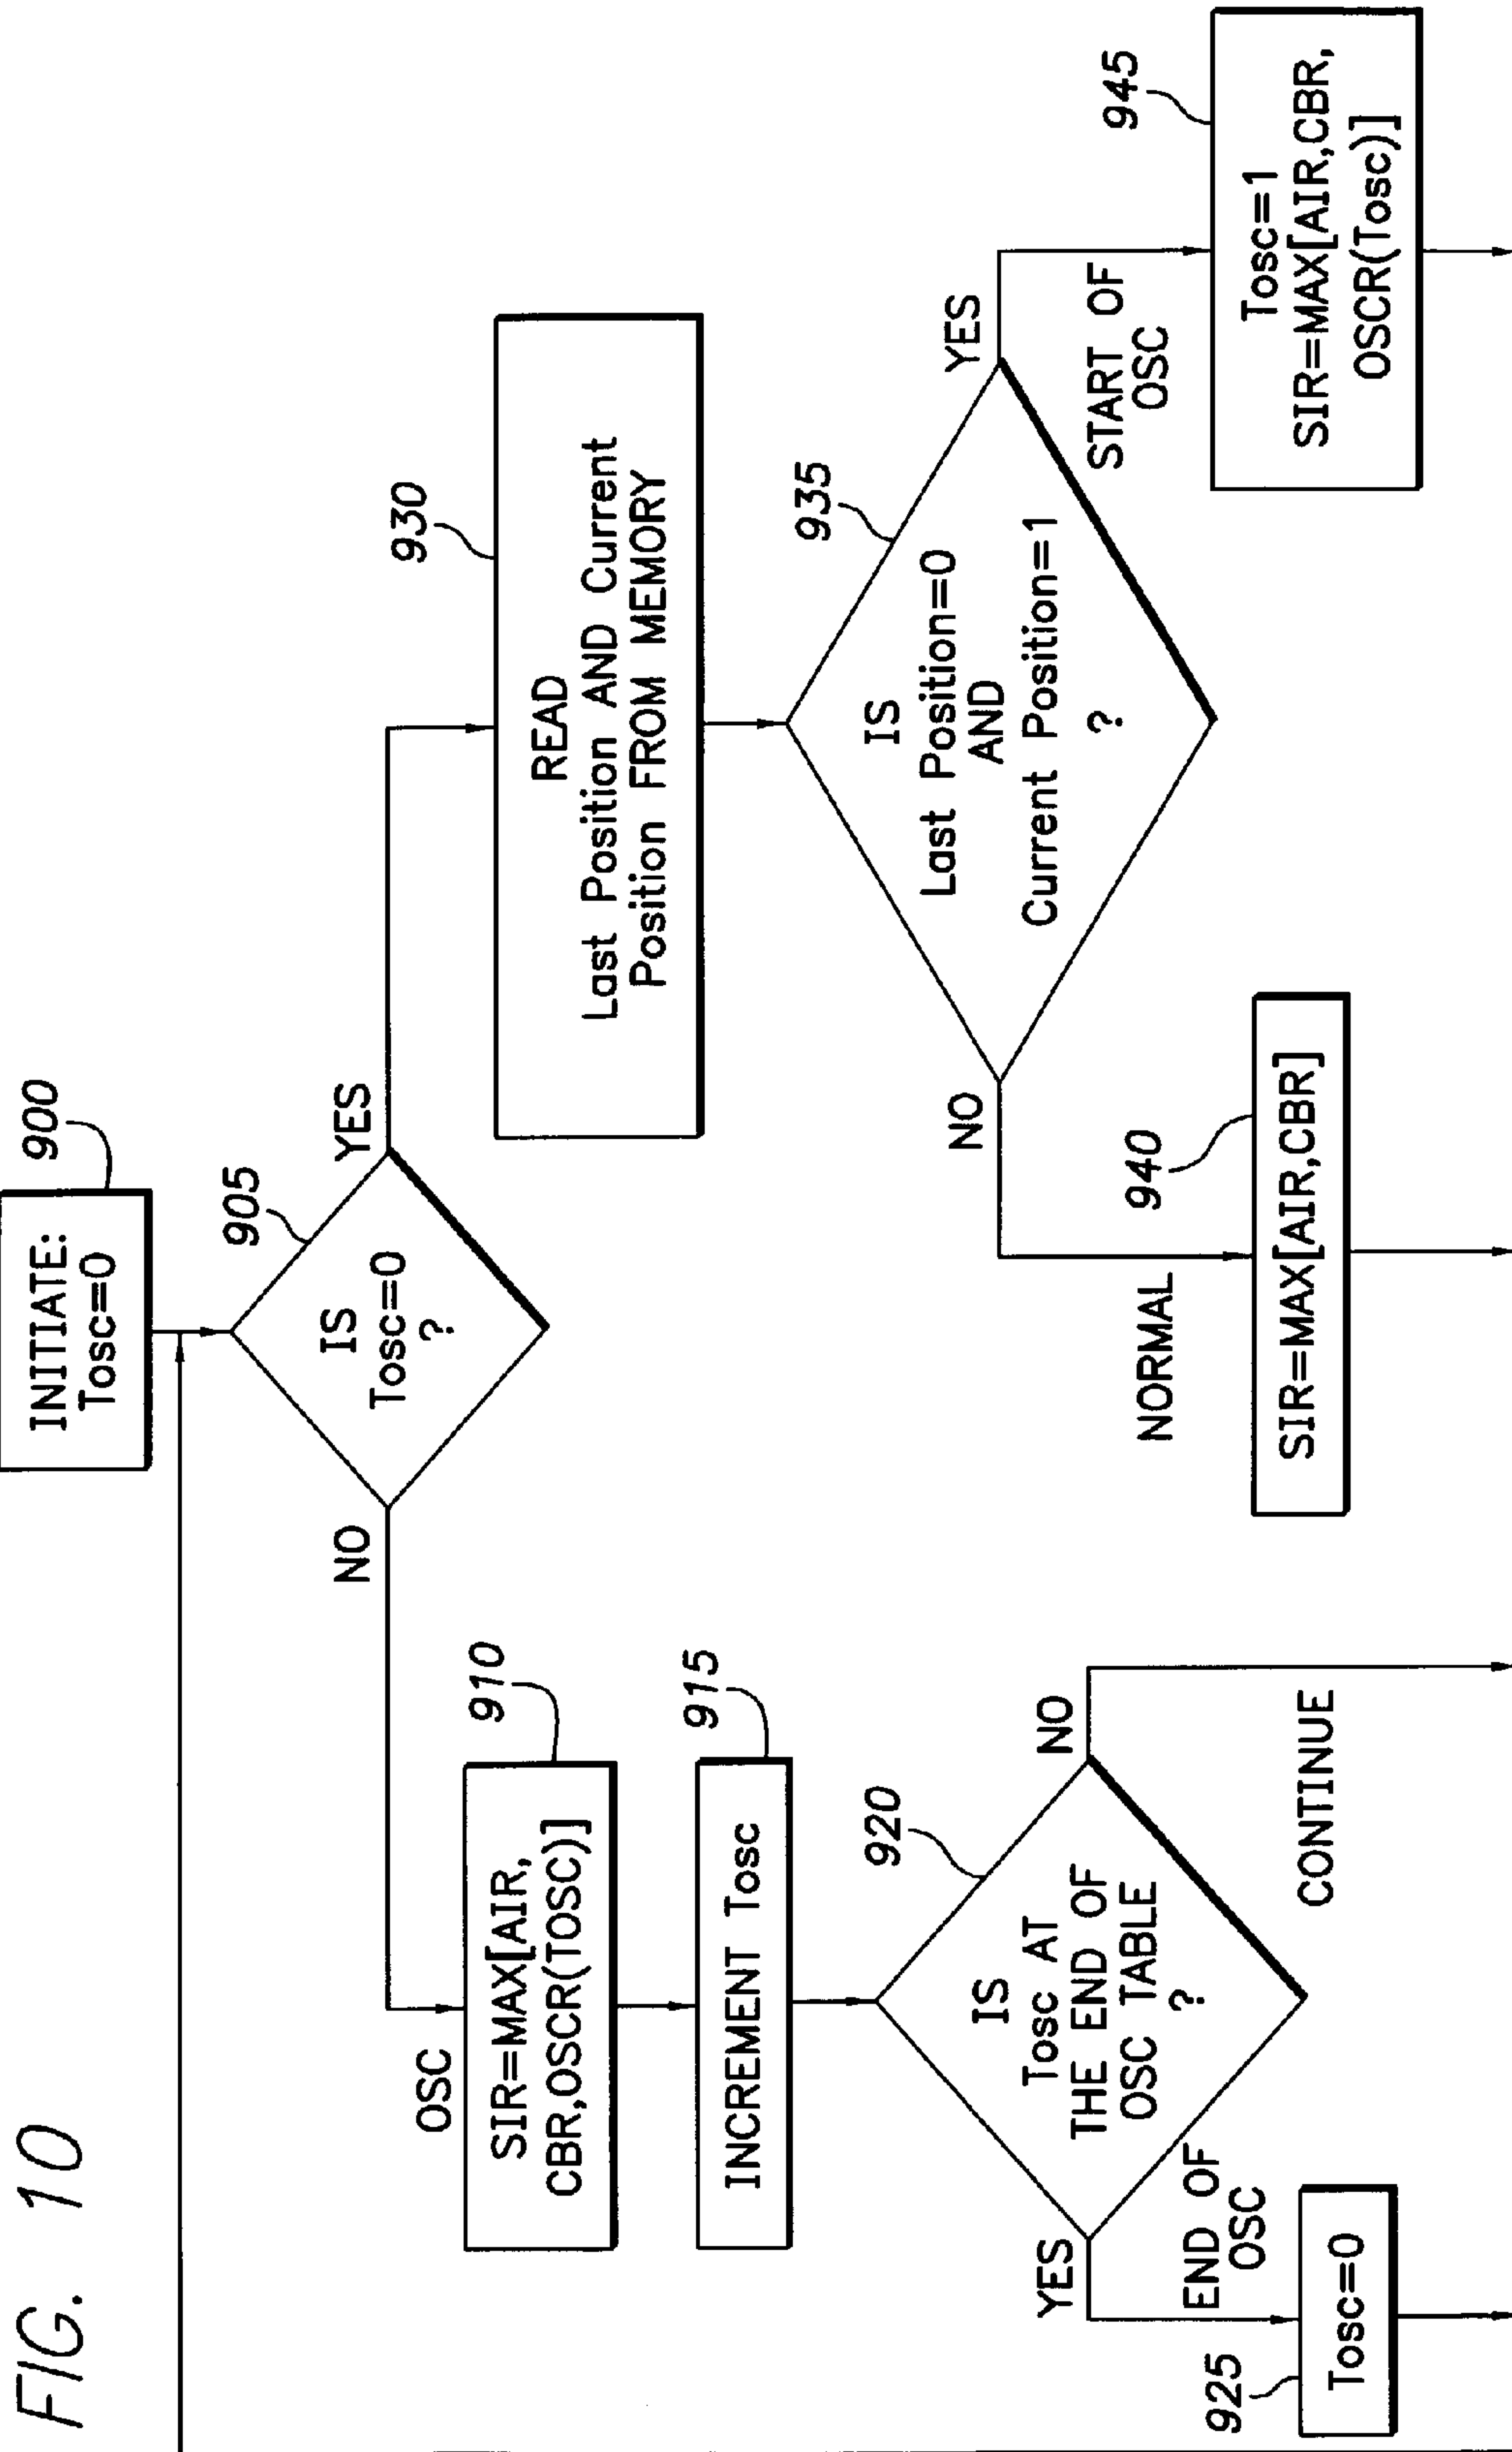 FIG. 10
INITIATE:
Tosc=0
900
905
IS
Tosc=0
?
NO
YES
OSC
910
SIR=MAX[AIR,
CBR,OSCR(TOSC)]
915
INCREMENT Tosc
920
IS
Tosc AT
THE END OF
OSC TABLE
?
YES
NO
END OF
OSC
CONTINUE
925
Tosc=0
930
READ
Last Position AND Current
Position FROM MEMORY
935
IS
Last Position=0
AND
Current Position=1
?
NO
YES
NORMAL
940
SIR=MAX[AIR,CBR]
START OF
OSC
945
Tosc=1
SIR=MAX[AIR,CBR,
OSCR(Tosc)]